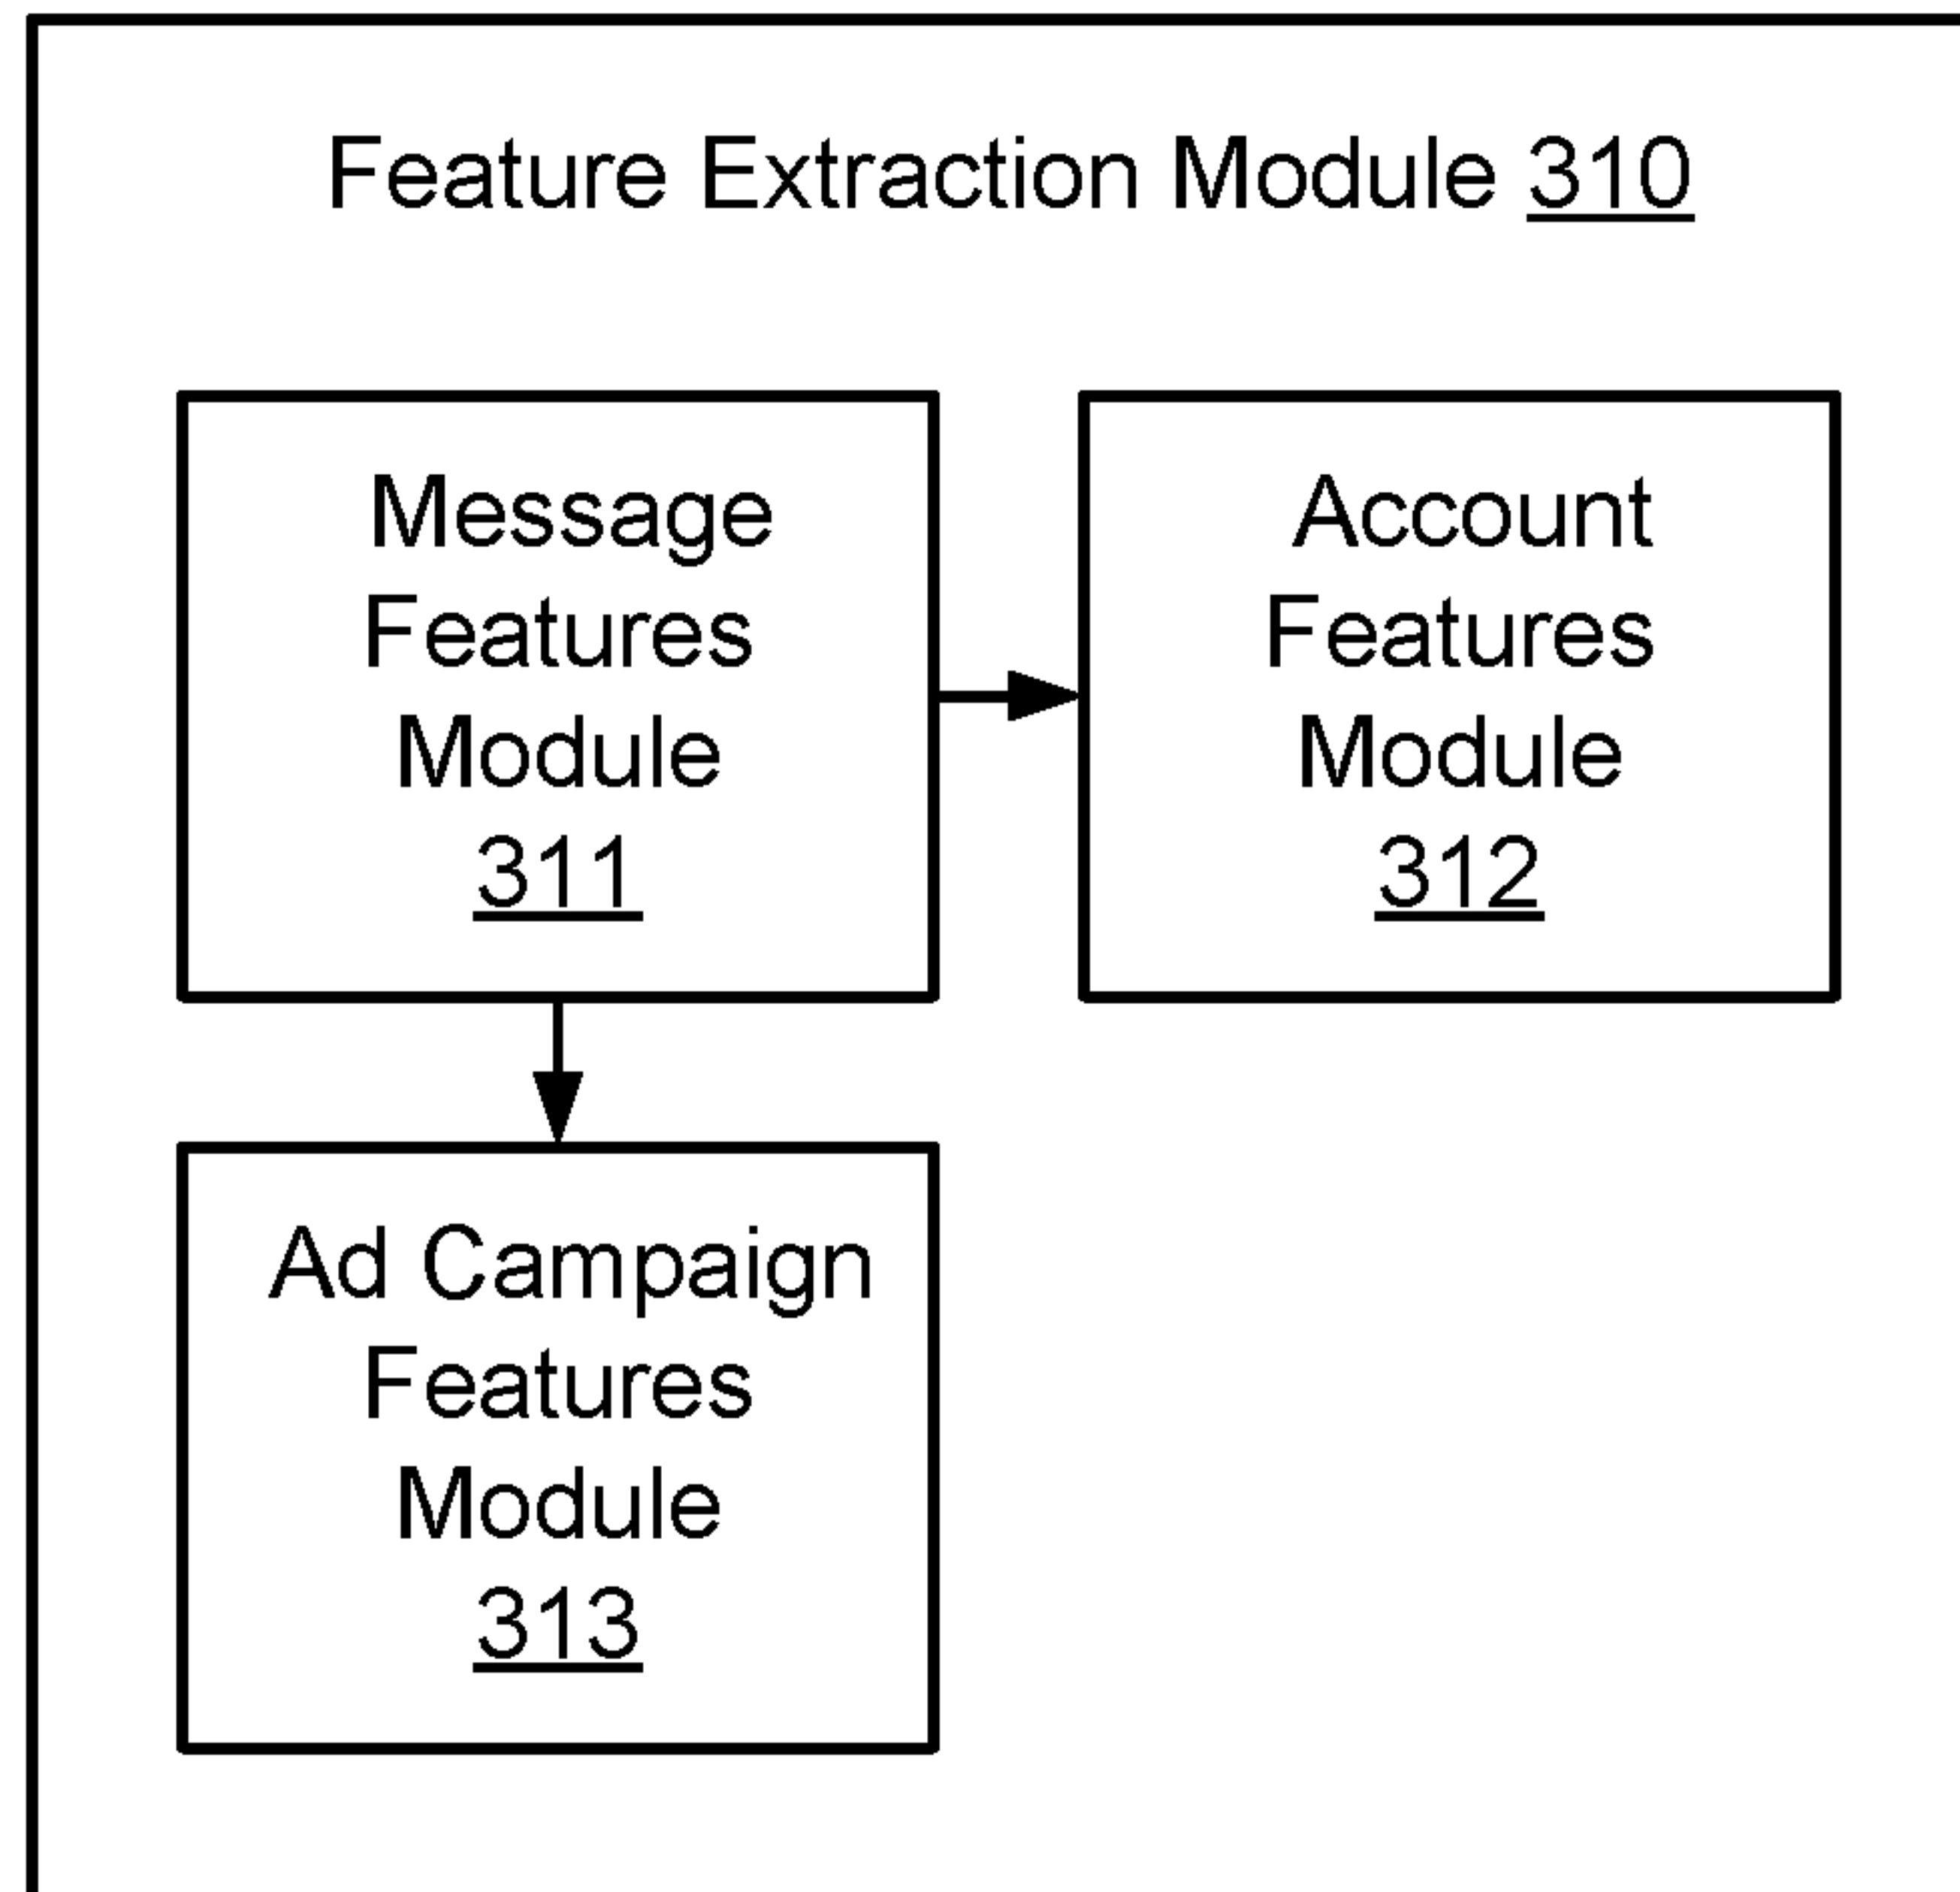 Feature Extraction Module 310
Message
Features
Module
311
Account
Features
Module
312
Ad Campaign
Features
Module
313